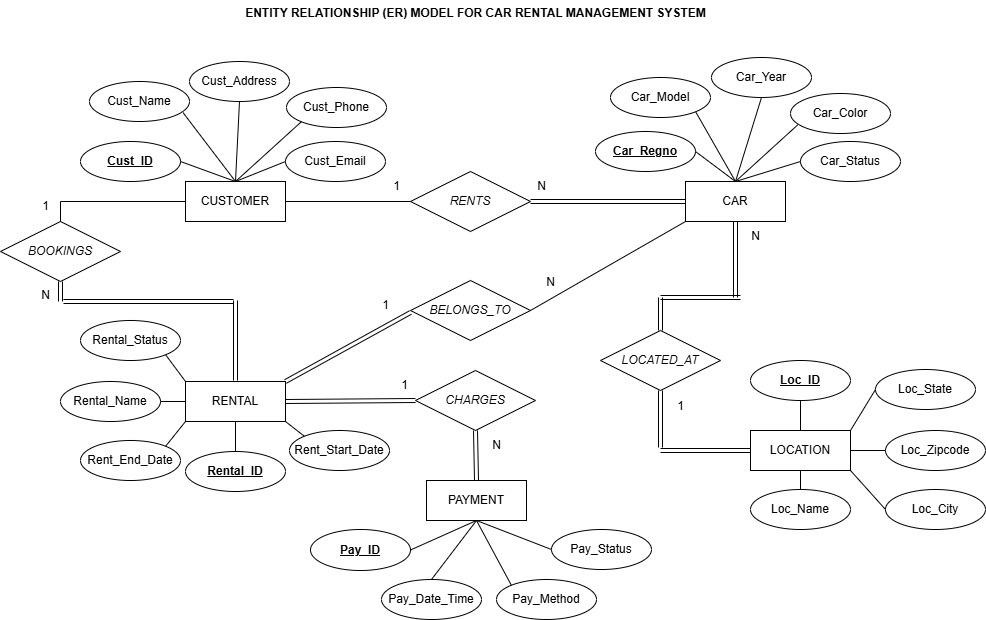 ENTITY RELATIONSHIP (ER) MODEL FOR CAR RENTAL MANAGEMENT SYSTEM
Cust_Address
Cust_Name
Cust_Phone
Cust_ID
Cust_Email
CUSTOMER
Car_Year
Car_Model
Car_Color
Car_Regno
Car_Status
CAR
1
RENTS
N
1
BOOKINGS
N
1
BELONGS_TO
N
N
LOCATED_AT
1
Rental_Status
Rental_Name
RENTAL
Rent_End_Date
Rental_ID
Rent_Start_Date
1
CHARGES
N
Loc_ID
Loc_State
LOCATION
Loc_Zipcode
Loc_Name
Loc_City
PAYMENT
Pay_ID
Pay_Status
Pay_Date_Time
Pay_Method